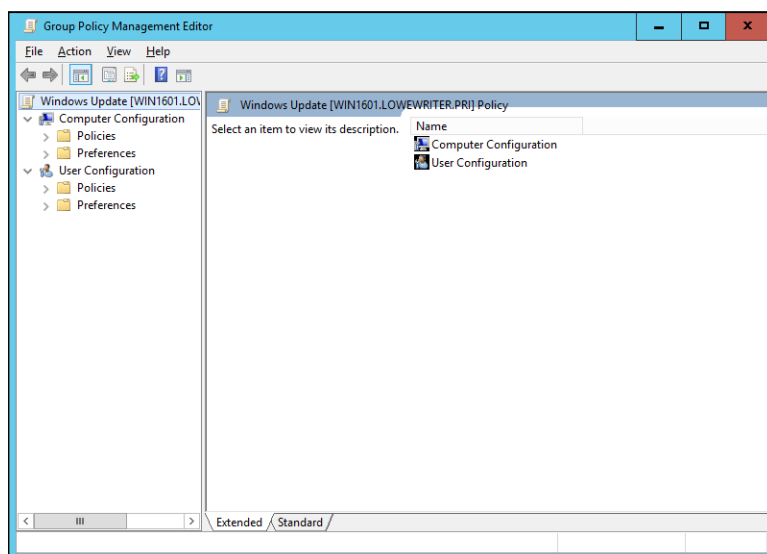 Group Policy Management Editor
File Action View Help
Windows Update [WIN1601.LOV
Computer Configuration
Policies
Preferences
User Configuration
Policies
Preferences
Windows Update [WIN1601.LOWEWRITER.PRI] Policy
Select an item to view its description.
Name
Computer Configuration
User Configuration
Extended Standard